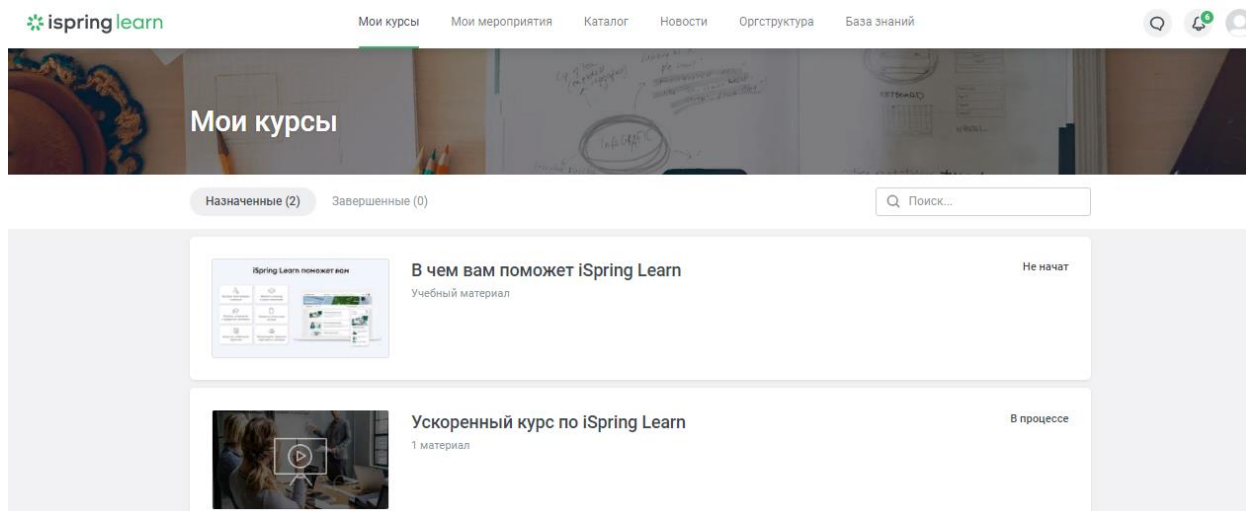 ispring learn
Мои курсы
Мои мероприятия
Каталог
Новости
Оргструктура
База знаний
6
Мои курсы
Назначенные (2)
Завершенные (0)
Поиск...
iSpring Learn поможет вам
В чем вам поможет iSpring Learn
Не начат
Учебный материал
Ускоренный курс по iSpring Learn
В процессе
1 материал